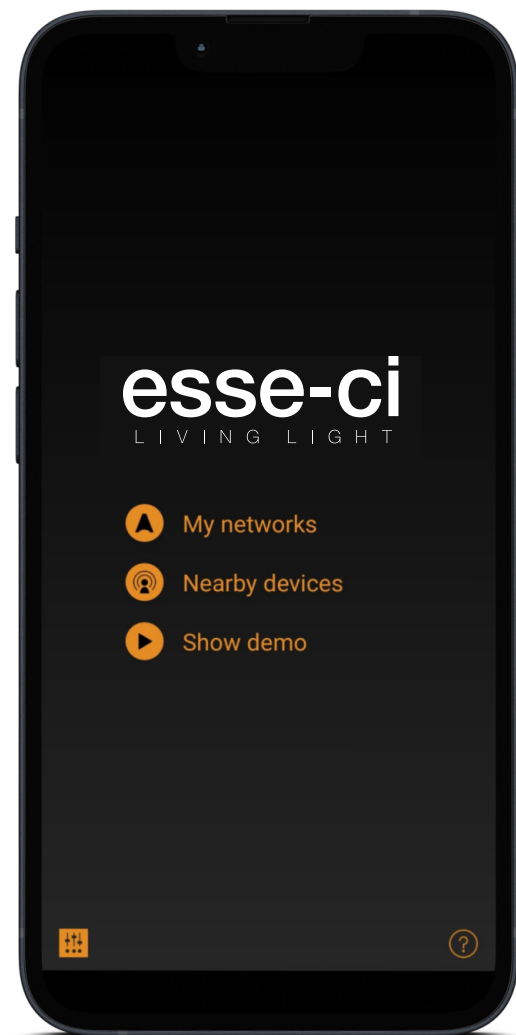 esse-ci
LIVING LIGHT
My networks
Nearby devices
Show demo
?